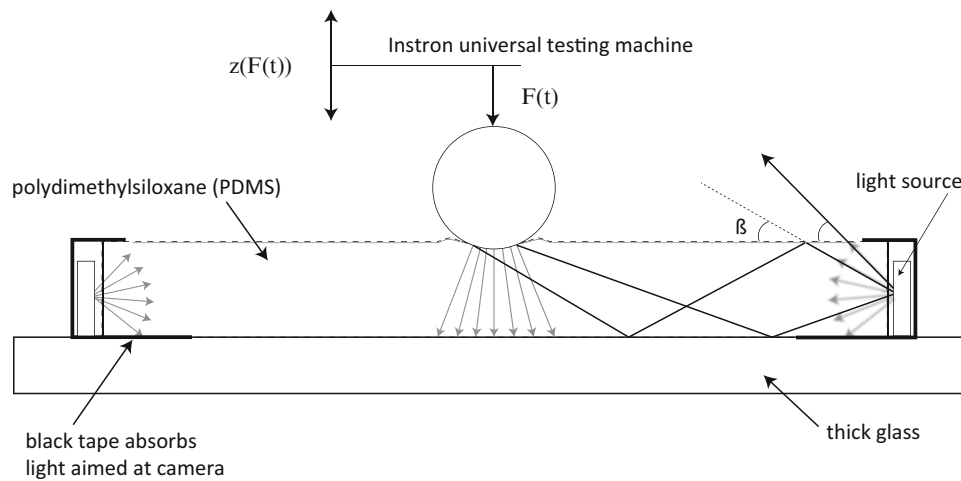 Instron universal testing machine
z(F(t))
F(t)
polydimethylsiloxane (PDMS)
light source
ß
black tape absorbs
light aimed at camera
thick glass